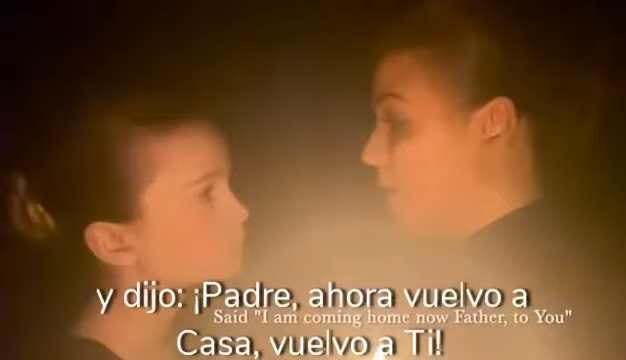 y dijo: ¡Padre, ahora vuelvo a
Said "I am coming home now Father, to You"
Casa, vuelvo a Ti!